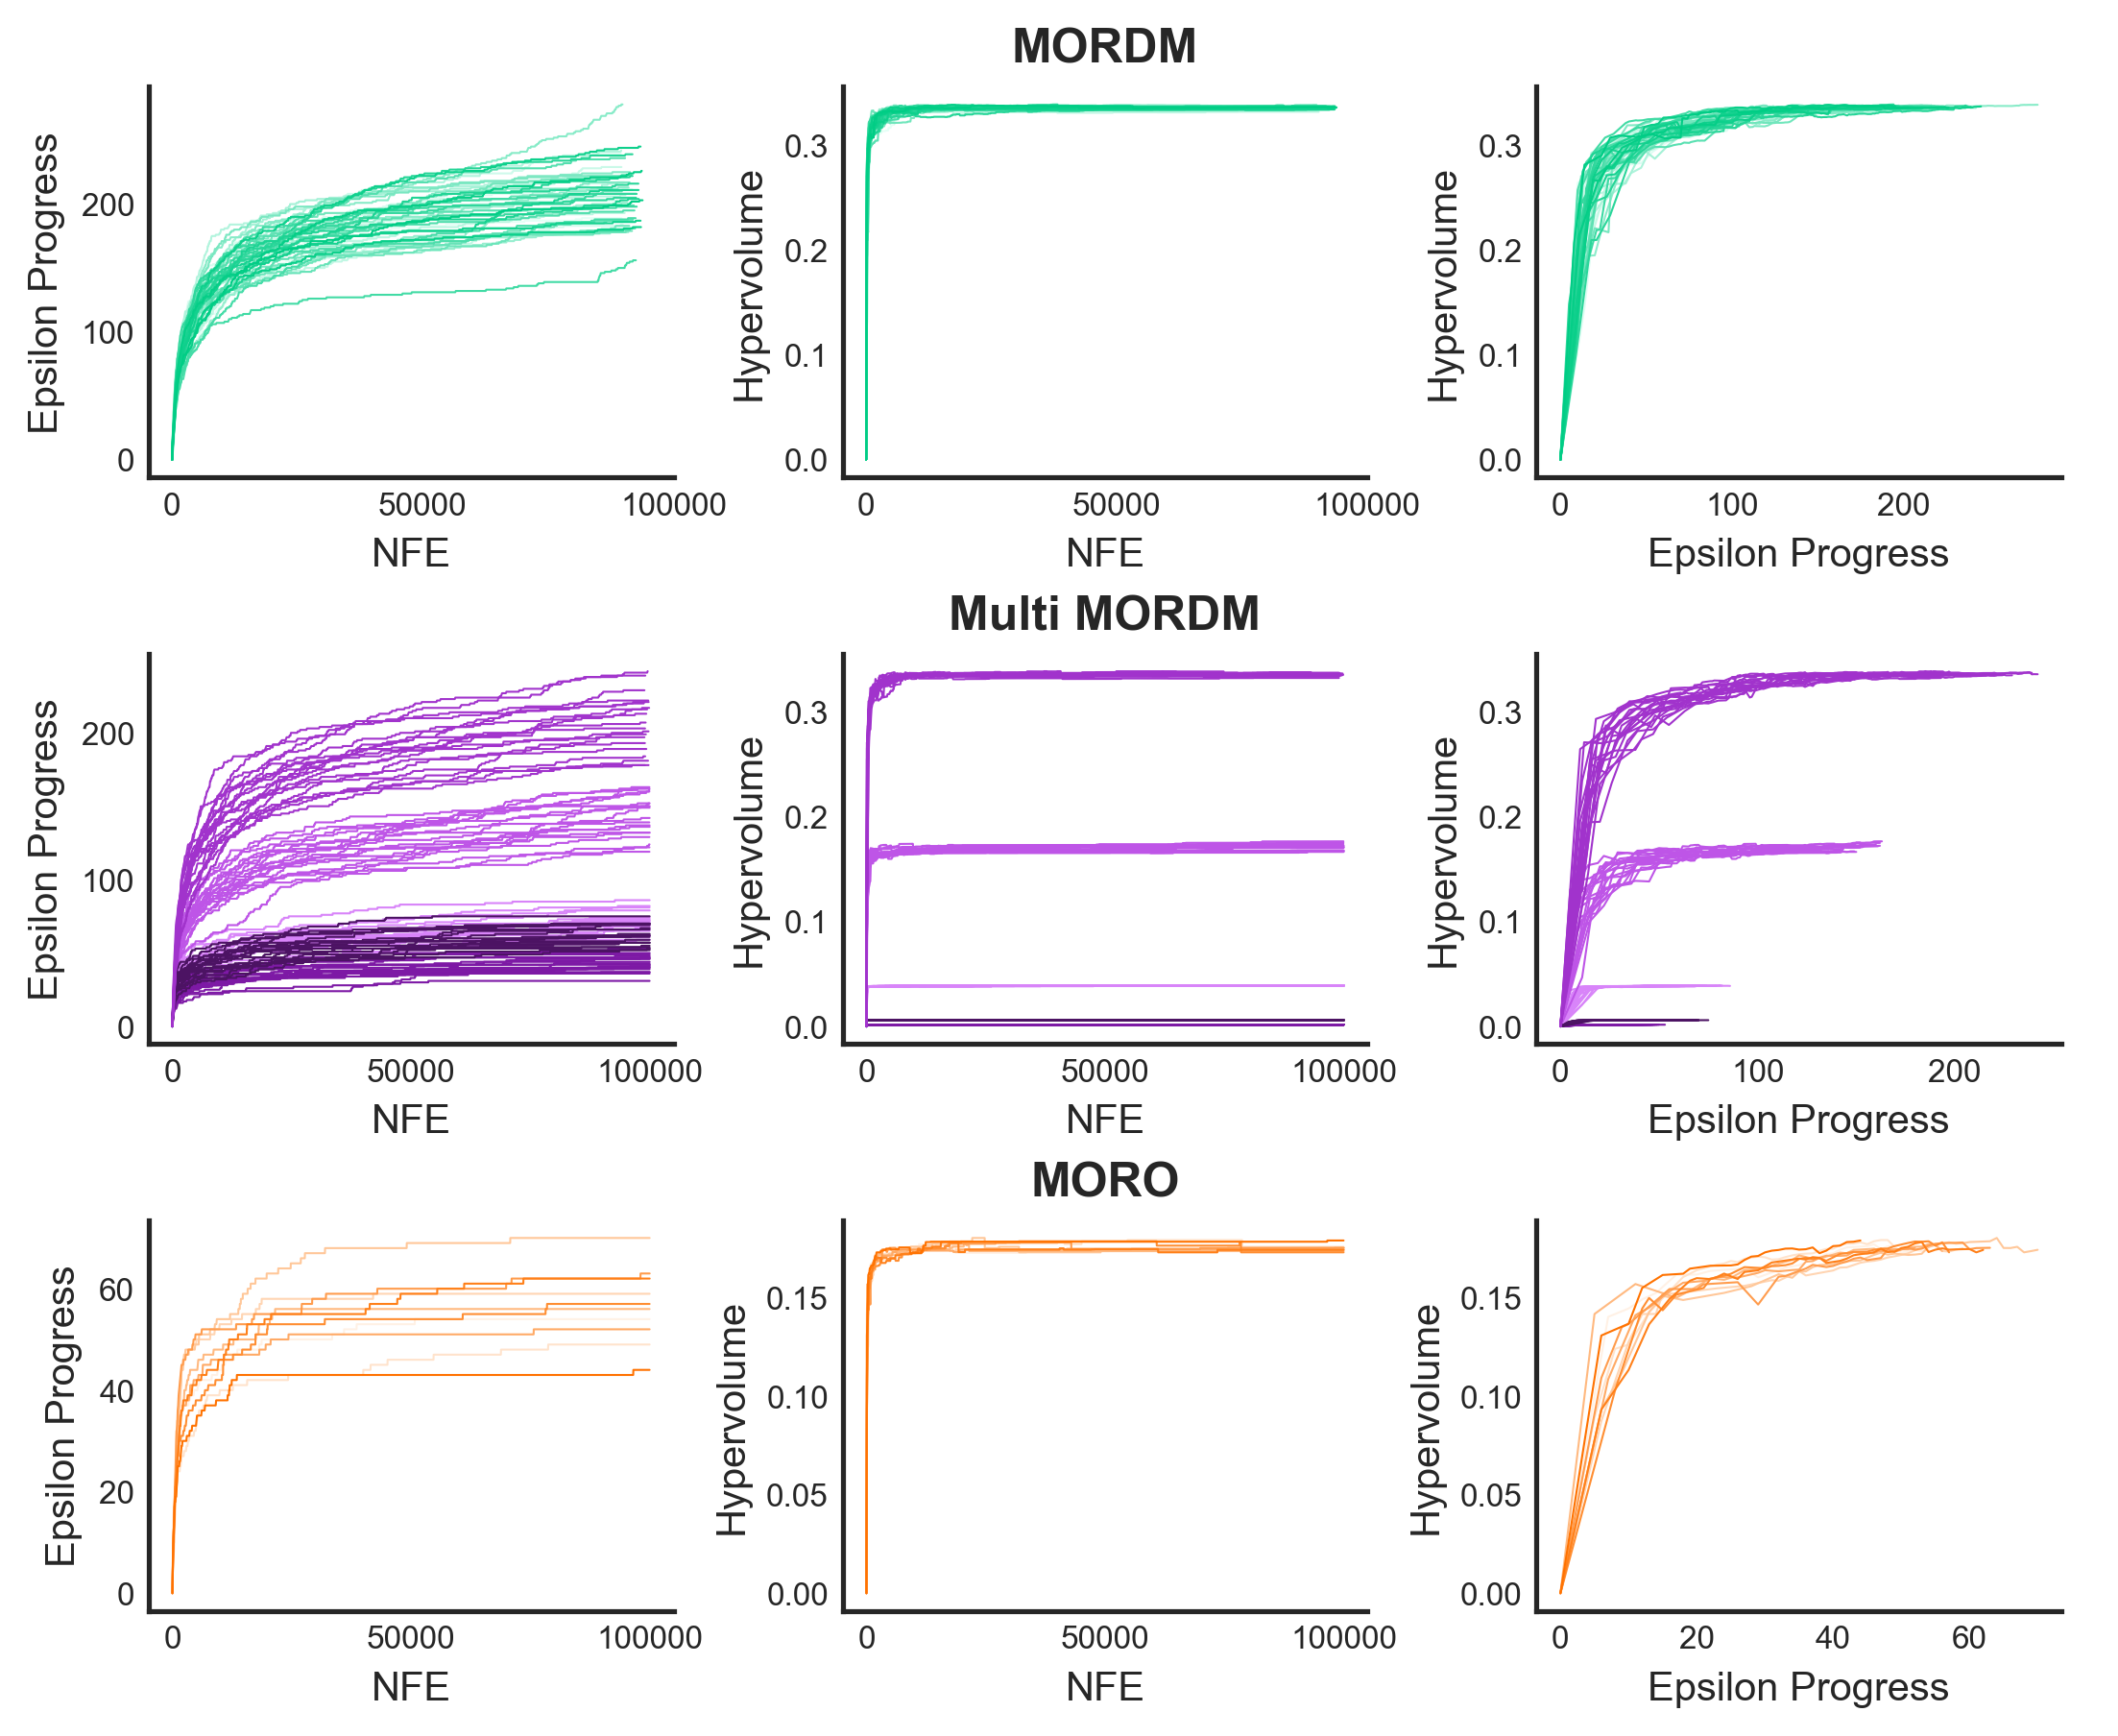 MORDM
Epsilon Progress
200
100
0
0 50000 100000
NFE
Hypervolume
0.3
0.2
0.1
0.0
0 50000 100000
NFE
Hypervolume
0.3
0.2
0.1
0.0
0 100 200
Epsilon Progress
Multi MORDM
Epsilon Progress
200
100
0
0 50000 100000
NFE
Hypervolume
0.3
0.2
0.1
0.0
0 50000 100000
NFE
Hypervolume
0.3
0.2
0.1
0.0
0 100 200
Epsilon Progress
MORO
Epsilon Progress
60
40
20
0
0 50000 100000
NFE
Hypervolume
0.15
0.10
0.05
0.00
0 50000 100000
NFE
Hypervolume
0.15
0.10
0.05
0.00
0 20 40 60
Epsilon Progress